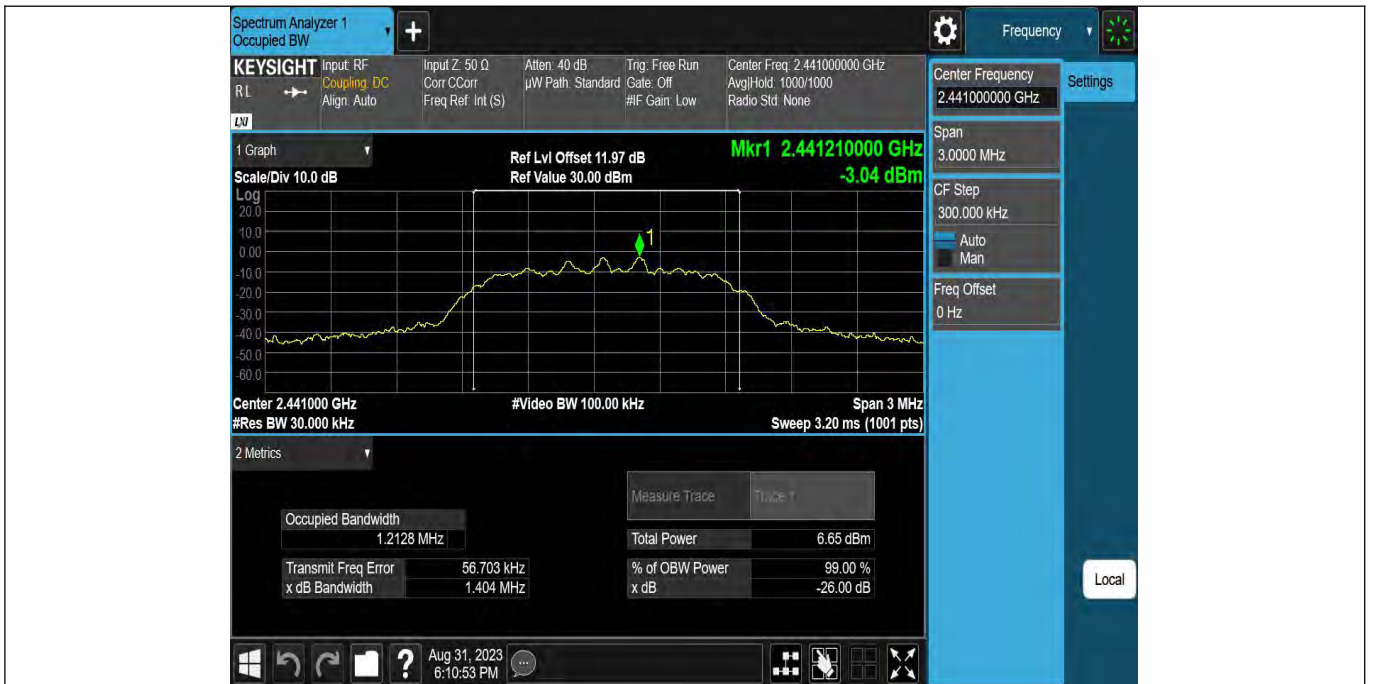 Spectrum Analyzer 1
Occupied BW
+
Frequency
KEYSIGHT
RL
LXI
Input: RF
Coupling: DC
Align: Auto
Input Z: 50 Ω
Corr CCorr
Freq Ref: Int (S)
Atten: 40 dB
µW Path: Standard
Trig: Free Run
Gate: Off
#IF Gain: Low
Center Freq: 2.441000000 GHz
Avg|Hold: 1000/1000
Radio Std: None
Center Frequency
2.441000000 GHz
Settings
Span
3.0000 MHz
CF Step
300.000 kHz
Auto
Man
Freq Offset
0 Hz
Local
1 Graph
Scale/Div 10.0 dB
Ref Lvl Offset 11.97 dB
Ref Value 30.00 dBm
Mkr1 2.441210000 GHz
-3.04 dBm
Log
20.0
10.0
0.00
-10.0
-20.0
-30.0
-40.0
-50.0
-60.0
1
Center 2.441000 GHz
#Video BW 100.00 kHz
Span 3 MHz
#Res BW 30.000 kHz
Sweep 3.20 ms (1001 pts)
2 Metrics
Measure Trace
Trace 1
Occupied Bandwidth
1.2128 MHz
Total Power
6.65 dBm
Transmit Freq Error
56.703 kHz
% of OBW Power
99.00 %
x dB Bandwidth
1.404 MHz
x dB
-26.00 dB
?
Aug 31, 2023
6:10:53 PM